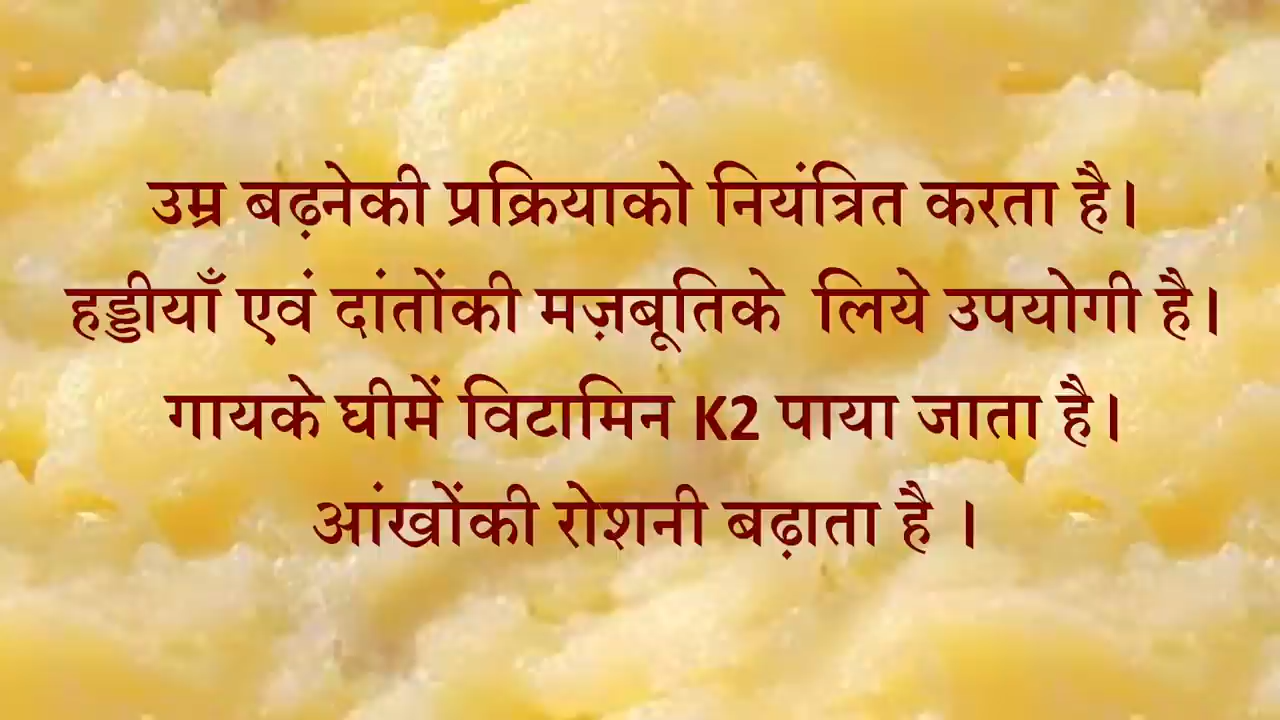 उम्र बढ़नेकी प्रक्रियाको नियंत्रित करता है।
हड्डीयाँ एवं दांतोंकी मज़बूतिके लिये उपयोगी है।
गायके घीमें विटामिन K2 पाया जाता है।
आंखोंकी रोशनी बढ़ाता है ।